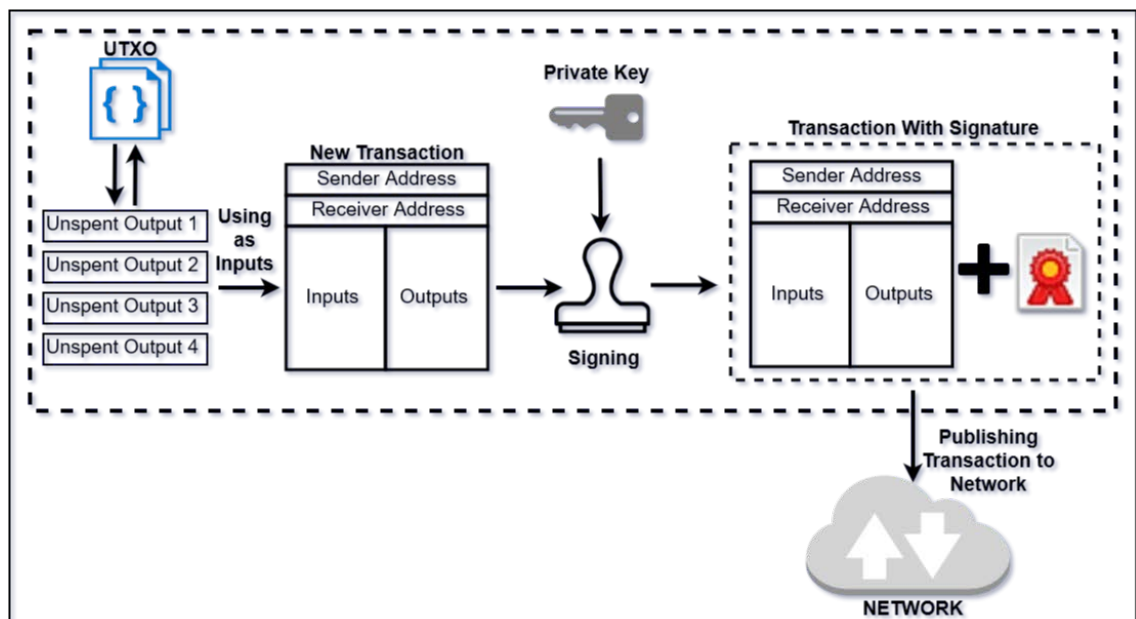 UTXO
{ }
Unspent Output 1
Unspent Output 2
Unspent Output 3
Unspent Output 4
Using
as
Inputs
New Transaction
Sender Address
Receiver Address
Inputs
Outputs
Private Key
Signing
Transaction With Signature
Sender Address
Receiver Address
Inputs
Outputs
Publishing
Transaction to
Network
NETWORK